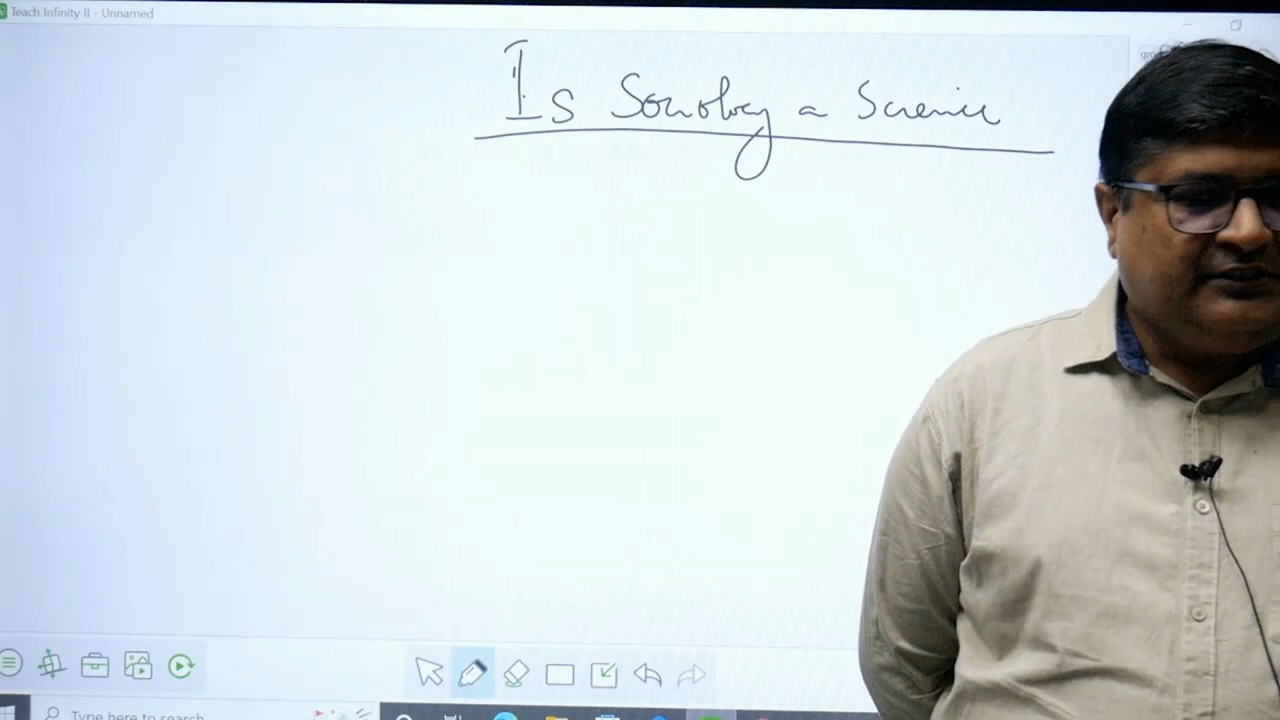 Teach Infinity II - Unnamed
Is Sociology a Science
Type here to search